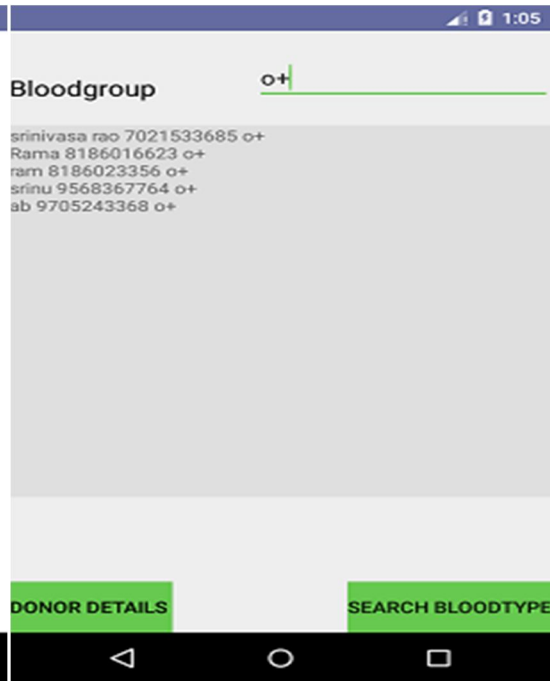 1:05
Bloodgroup o+
srinivasa rao 7021533685 o+
Rama 8186016623 o+
ram 8186023356 o+
srinu 9568367764 o+
ab 9705243368 o+
DONOR DETAILS SEARCH BLOODTYPE